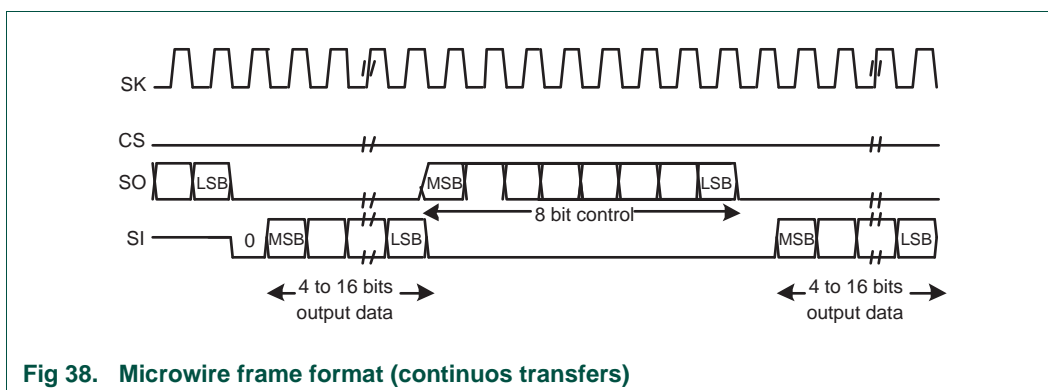 SK
CS
SO
LSB
MSB
LSB
8 bit control
SI
0
MSB
LSB
MSB
LSB
4 to 16 bits
output data
4 to 16 bits
output data
Fig 38. Microwire frame format (continuos transfers)